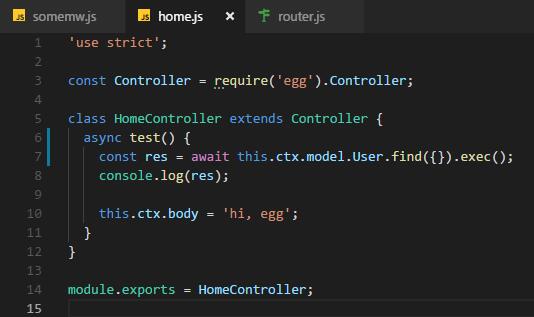 JS somemw.js JS home.js × router.js
1 'use strict';
2
3 const Controller = require('egg').Controller;
4
5 class HomeController extends Controller {
6   async test() {
7     const res = await this.ctx.model.User.find({}).exec();
8     console.log(res);
9
10     this.ctx.body = 'hi, egg';
11   }
12 }
13
14 module.exports = HomeController;
15